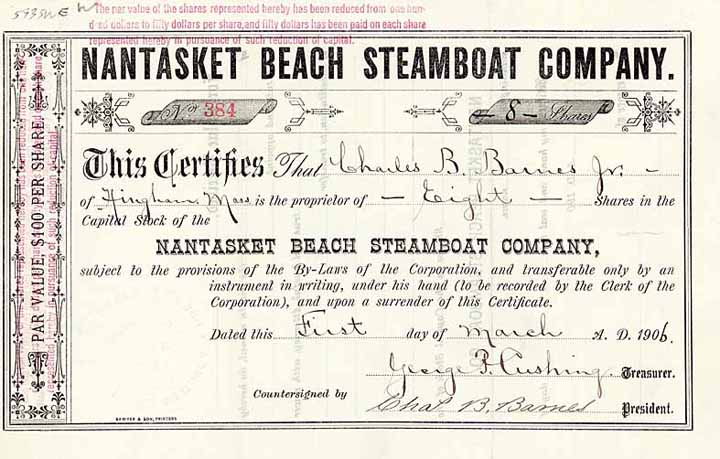 The par value of the shares represented hereby has been reduced from one hun-
dred dollars to fifty dollars per share, and fifty dollars has been paid on each share
represented hereby in pursuance of such reduction of capital.
NANTASKET BEACH STEAMBOAT COMPANY.
No. 384
- 8 - Shares
PAR VALUE, $100 PER SHARE.
This Certifies That Charles B. Barnes Jr. -
of Hingham, Mass is the proprietor of - Eight - Shares in the
Capital Stock of the
NANTASKET BEACH STEAMBOAT COMPANY,
subject to the provisions of the By-Laws of the Corporation, and transferable only by an
instrument in writing, under his hand (to be recorded by the Clerk of the
Corporation), and upon a surrender of this Certificate.
Dated this First day of March A. D. 1906.
George P. Cushing. Treasurer.
Countersigned by Chas B. Barnes President.